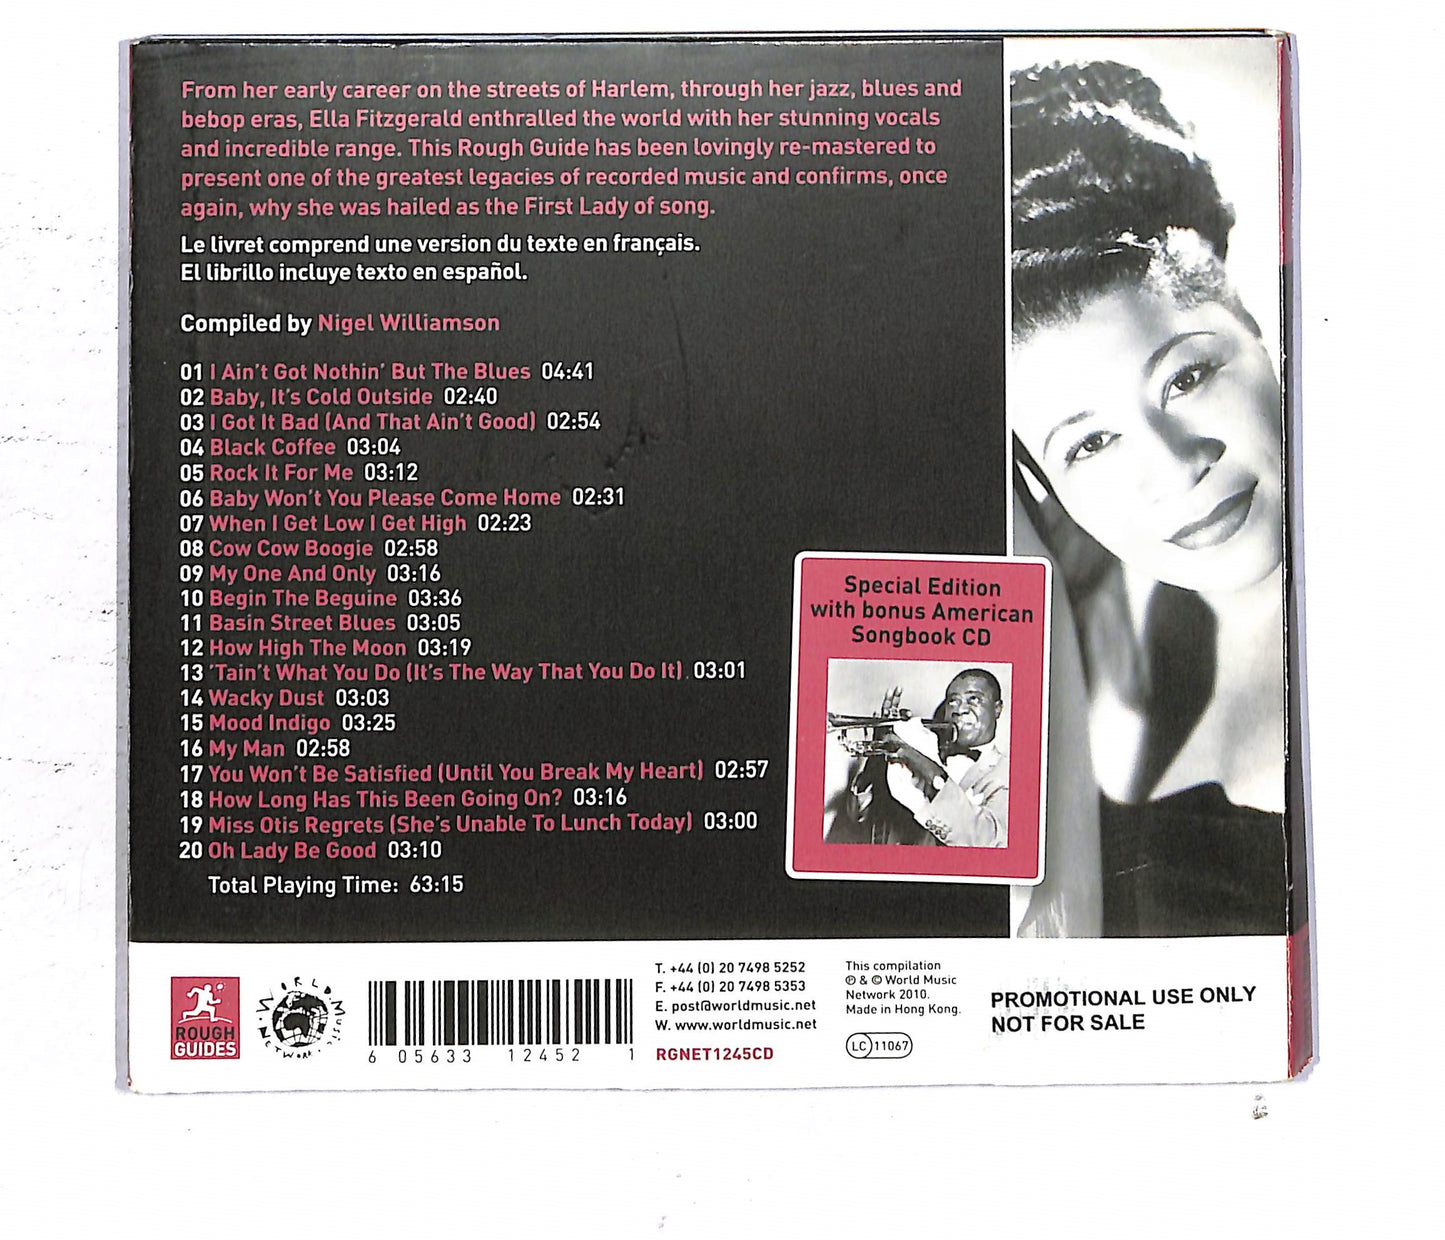 From her early career on the streets of Harlem, through her jazz, blues and
bebop eras, Ella Fitzgerald enthralled the world with her stunning vocals
and incredible range. This Rough Guide has been lovingly re-mastered to
present one of the greatest legacies of recorded music and confirms, once
again, why she was hailed as the First Lady of song.
Le livret comprend une version du texte en français.
El librillo incluye texto en español.
Compiled by Nigel Williamson
01 I Ain't Got Nothin' But The Blues 04:41
02 Baby, It's Cold Outside 02:40
03 I Got It Bad (And That Ain't Good) 02:54
04 Black Coffee 03:04
05 Rock It For Me 03:12
06 Baby Won't You Please Come Home 02:31
07 When I Get Low I Get High 02:23
08 Cow Cow Boogie 02:58
09 My One And Only 03:16
10 Begin The Beguine 03:36
11 Basin Street Blues 03:05
12 How High The Moon 03:19
13 'Tain't What You Do (It's The Way That You Do It) 03:01
14 Wacky Dust 03:03
15 Mood Indigo 03:25
16 My Man 02:58
17 You Won't Be Satisfied (Until You Break My Heart) 02:57
18 How Long Has This Been Going On? 03:16
19 Miss Otis Regrets (She's Unable To Lunch Today) 03:00
20 Oh Lady Be Good 03:10
Total Playing Time: 63:15
Special Edition
with bonus American
Songbook CD
ROUGH
GUIDES
WORLD MUSIC NETWORK
6 05633 12452 1
T. +44 (0) 20 7498 5252
F. +44 (0) 20 7498 5353
E. post@worldmusic.net
W. www.worldmusic.net
RGNET1245CD
This compilation
℗ & © World Music
Network 2010.
Made in Hong Kong.
LC 11067
PROMOTIONAL USE ONLY
NOT FOR SALE